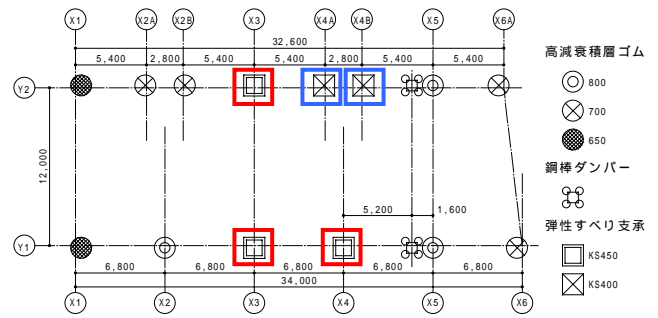 X1 X2A X2B X3 X4A X4B X5 X6A
32,600
5,400 2,800 5,400 5,400 2,800 5,400 5,400
Y2
12,000
5,200 1,600
Y1
6,800 6,800 6,800 6,800 6,800
34,000
X1 X2 X3 X4 X5 X6
高減衰積層ゴム
800
700
650
鋼棒ダンパー
弾性すべり支承
KS450
KS400